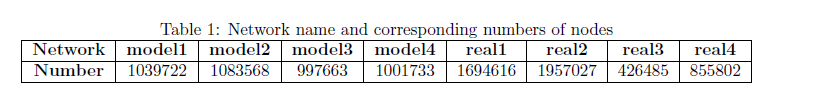 Table 1: Network name and corresponding numbers of nodes
Network model1 model2 model3 model4 real1 real2 real3 real4
Number 1039722 1083568 997663 1001733 1694616 1957027 426485 855802